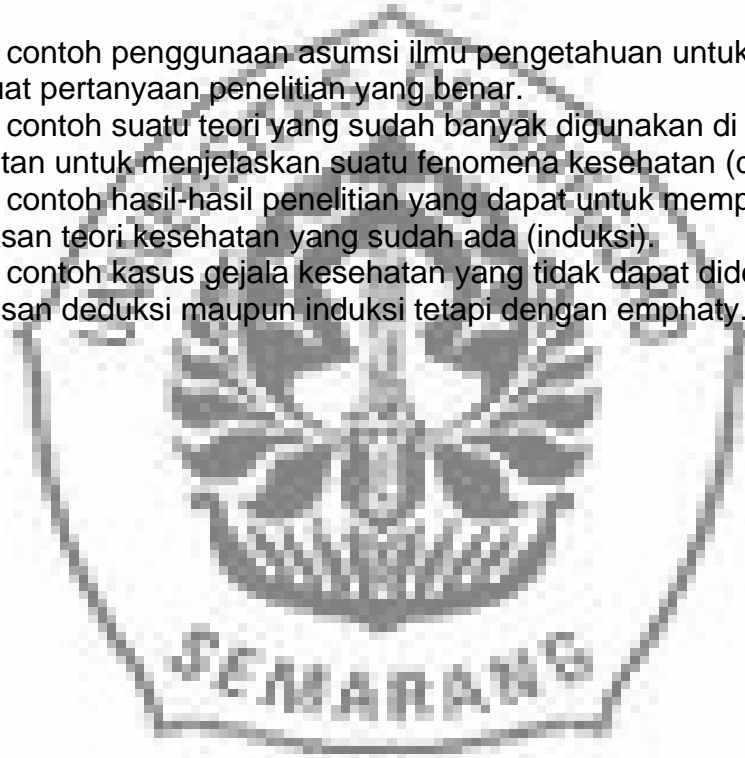 contoh penggunaan asumsi ilmu pengetahuan untuk
uat pertanyaan penelitian yang benar.
contoh suatu teori yang sudah banyak digunakan di
tan untuk menjelaskan suatu fenomena kesehatan (d
contoh hasil-hasil penelitian yang dapat untuk memp
san teori kesehatan yang sudah ada (induksi).
contoh kasus gejala kesehatan yang tidak dapat dide
san deduksi maupun induksi tetapi dengan emphaty.
SEMARANG